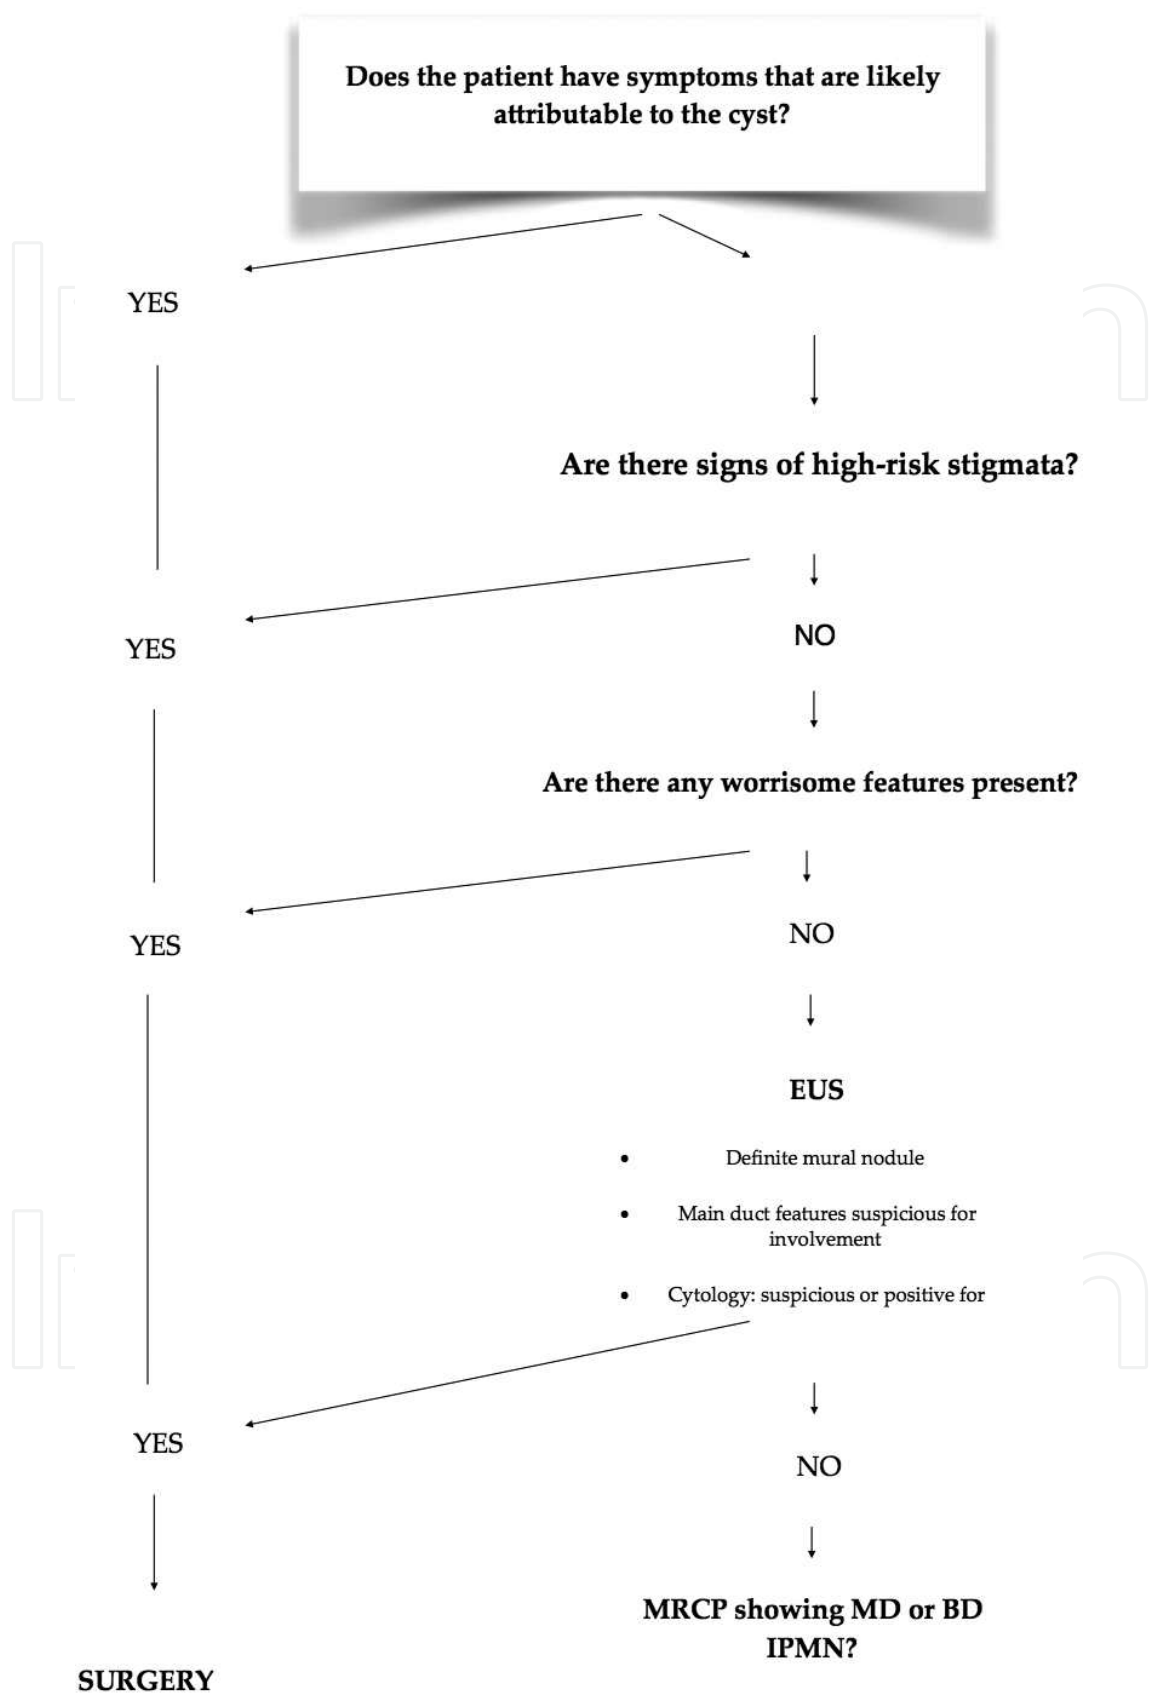 Does the patient have symptoms that are likely
attributable to the cyst?
YES
Are there signs of high-risk stigmata?
YES
NO
Are there any worrisome features present?
YES
NO
EUS
• Definite mural nodule
• Main duct features suspicious for
involvement
• Cytology: suspicious or positive for
YES
NO
MRCP showing MD or BD
IPMN?
SURGERY